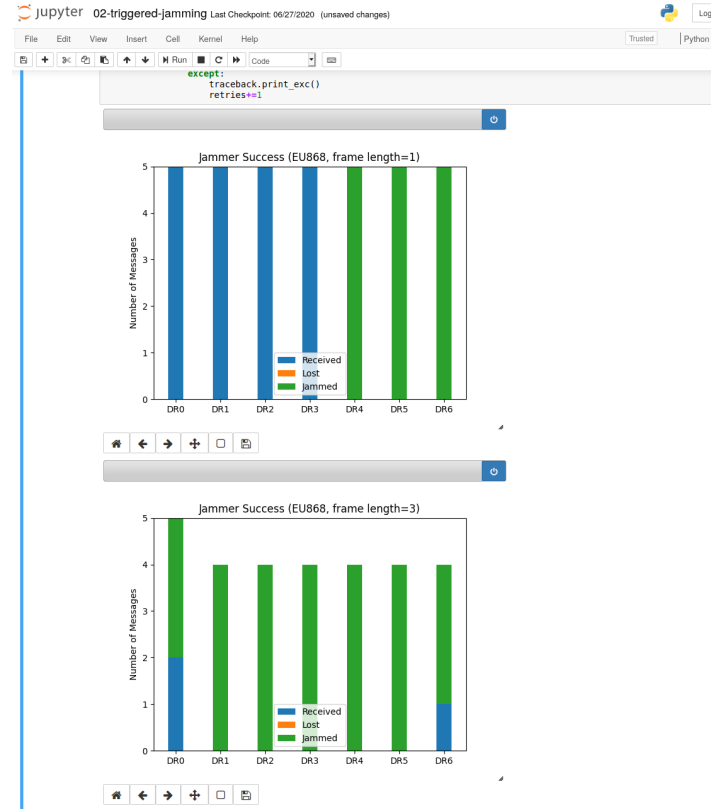 jupyter 02-triggered-jamming Last Checkpoint: 06/27/2020 (unsaved changes)
Log
File Edit View Insert Cell Kernel Help Trusted Python
Run Code
except:
traceback.print_exc()
retries+=1
Jammer Success (EU868, frame length=1)
Number of Messages
5
4
3
2
1
0
Received
Lost
Jammed
DR0 DR1 DR2 DR3 DR4 DR5 DR6
Jammer Success (EU868, frame length=3)
Number of Messages
5
4
3
2
1
0
Received
Lost
Jammed
DR0 DR1 DR2 DR3 DR4 DR5 DR6